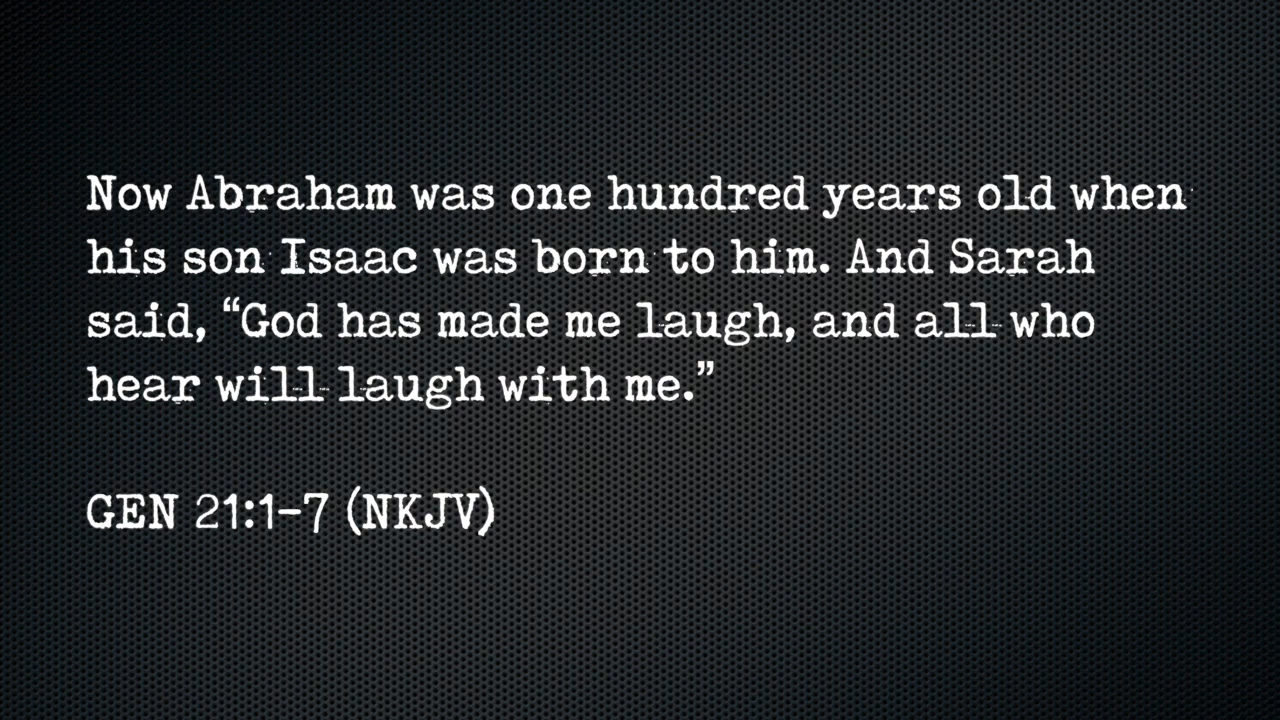 Now Abraham was one hundred years old when
his son Isaac was born to him. And Sarah
said, “God has made me laugh, and all who
hear will laugh with me.”
GEN 21:1-7 (NKJV)